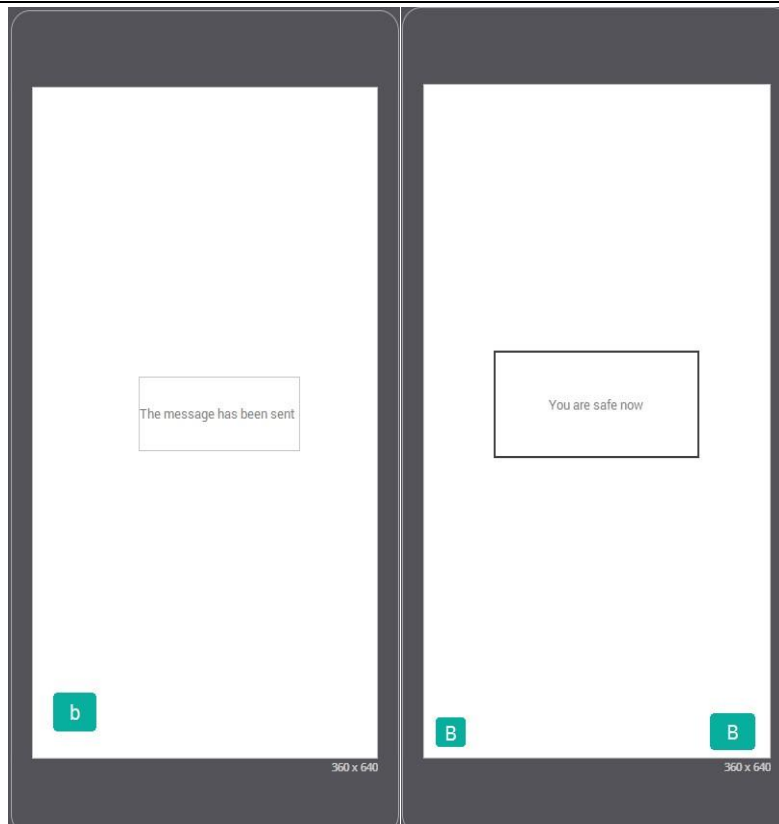 The message has been sent
b
360 x 640
You are safe now
B
B
360 x 640